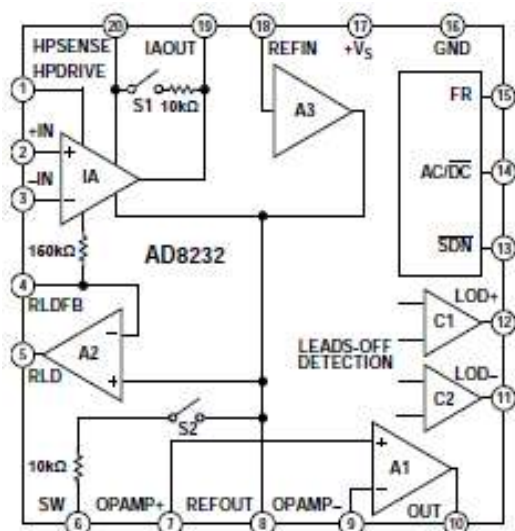 20 19 18 17 16
HPSENSE IAOUT REFIN +VS GND
HPDRIVE
1
S1 10kΩ
A3
FR 15
+IN
2
+
IA
AC/DC 14
–IN
3
–
SDN 13
160kΩ
AD8232
4
RLDFB
LOD+
C1 12
–
5 A2
RLD
LEADS-OFF
DETECTION
+
LOD–
C2 11
S2
10kΩ
+
A1
–
SW OPAMP+ REFOUT OPAMP– OUT
6 7 8 9 10